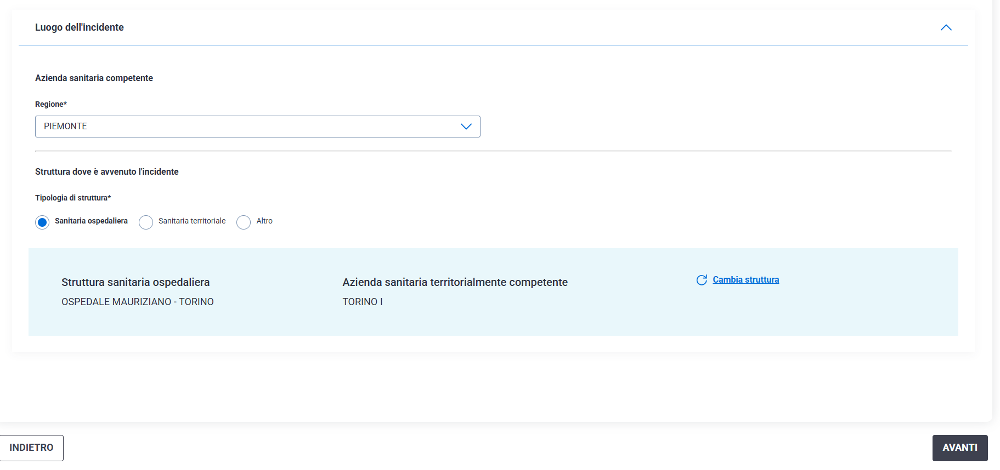 Luogo dell'incidente
Azienda sanitaria competente
Regione*
PIEMONTE
Struttura dove è avvenuto l'incidente
Tipologia di struttura*
Sanitaria ospedaliera Sanitaria territoriale Altro
Struttura sanitaria ospedaliera Azienda sanitaria territorialmente competente Cambia struttura
OSPEDALE MAURIZIANO - TORINO TORINO I
INDIETRO AVANTI